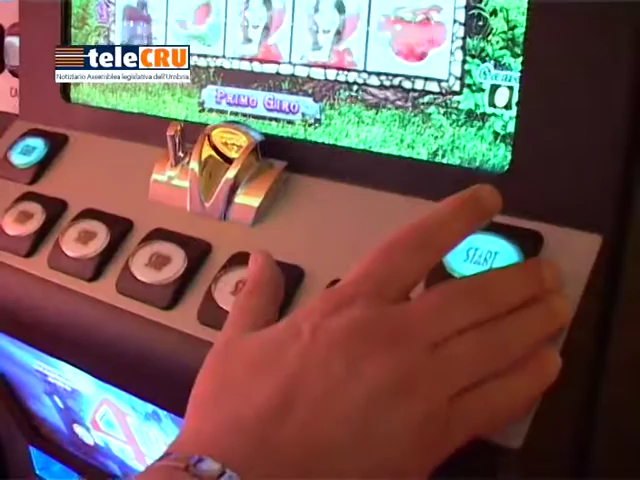 teleCRU
Notiziario Assemblea legislativa dell'Umbria
PRIMO GIRO
START